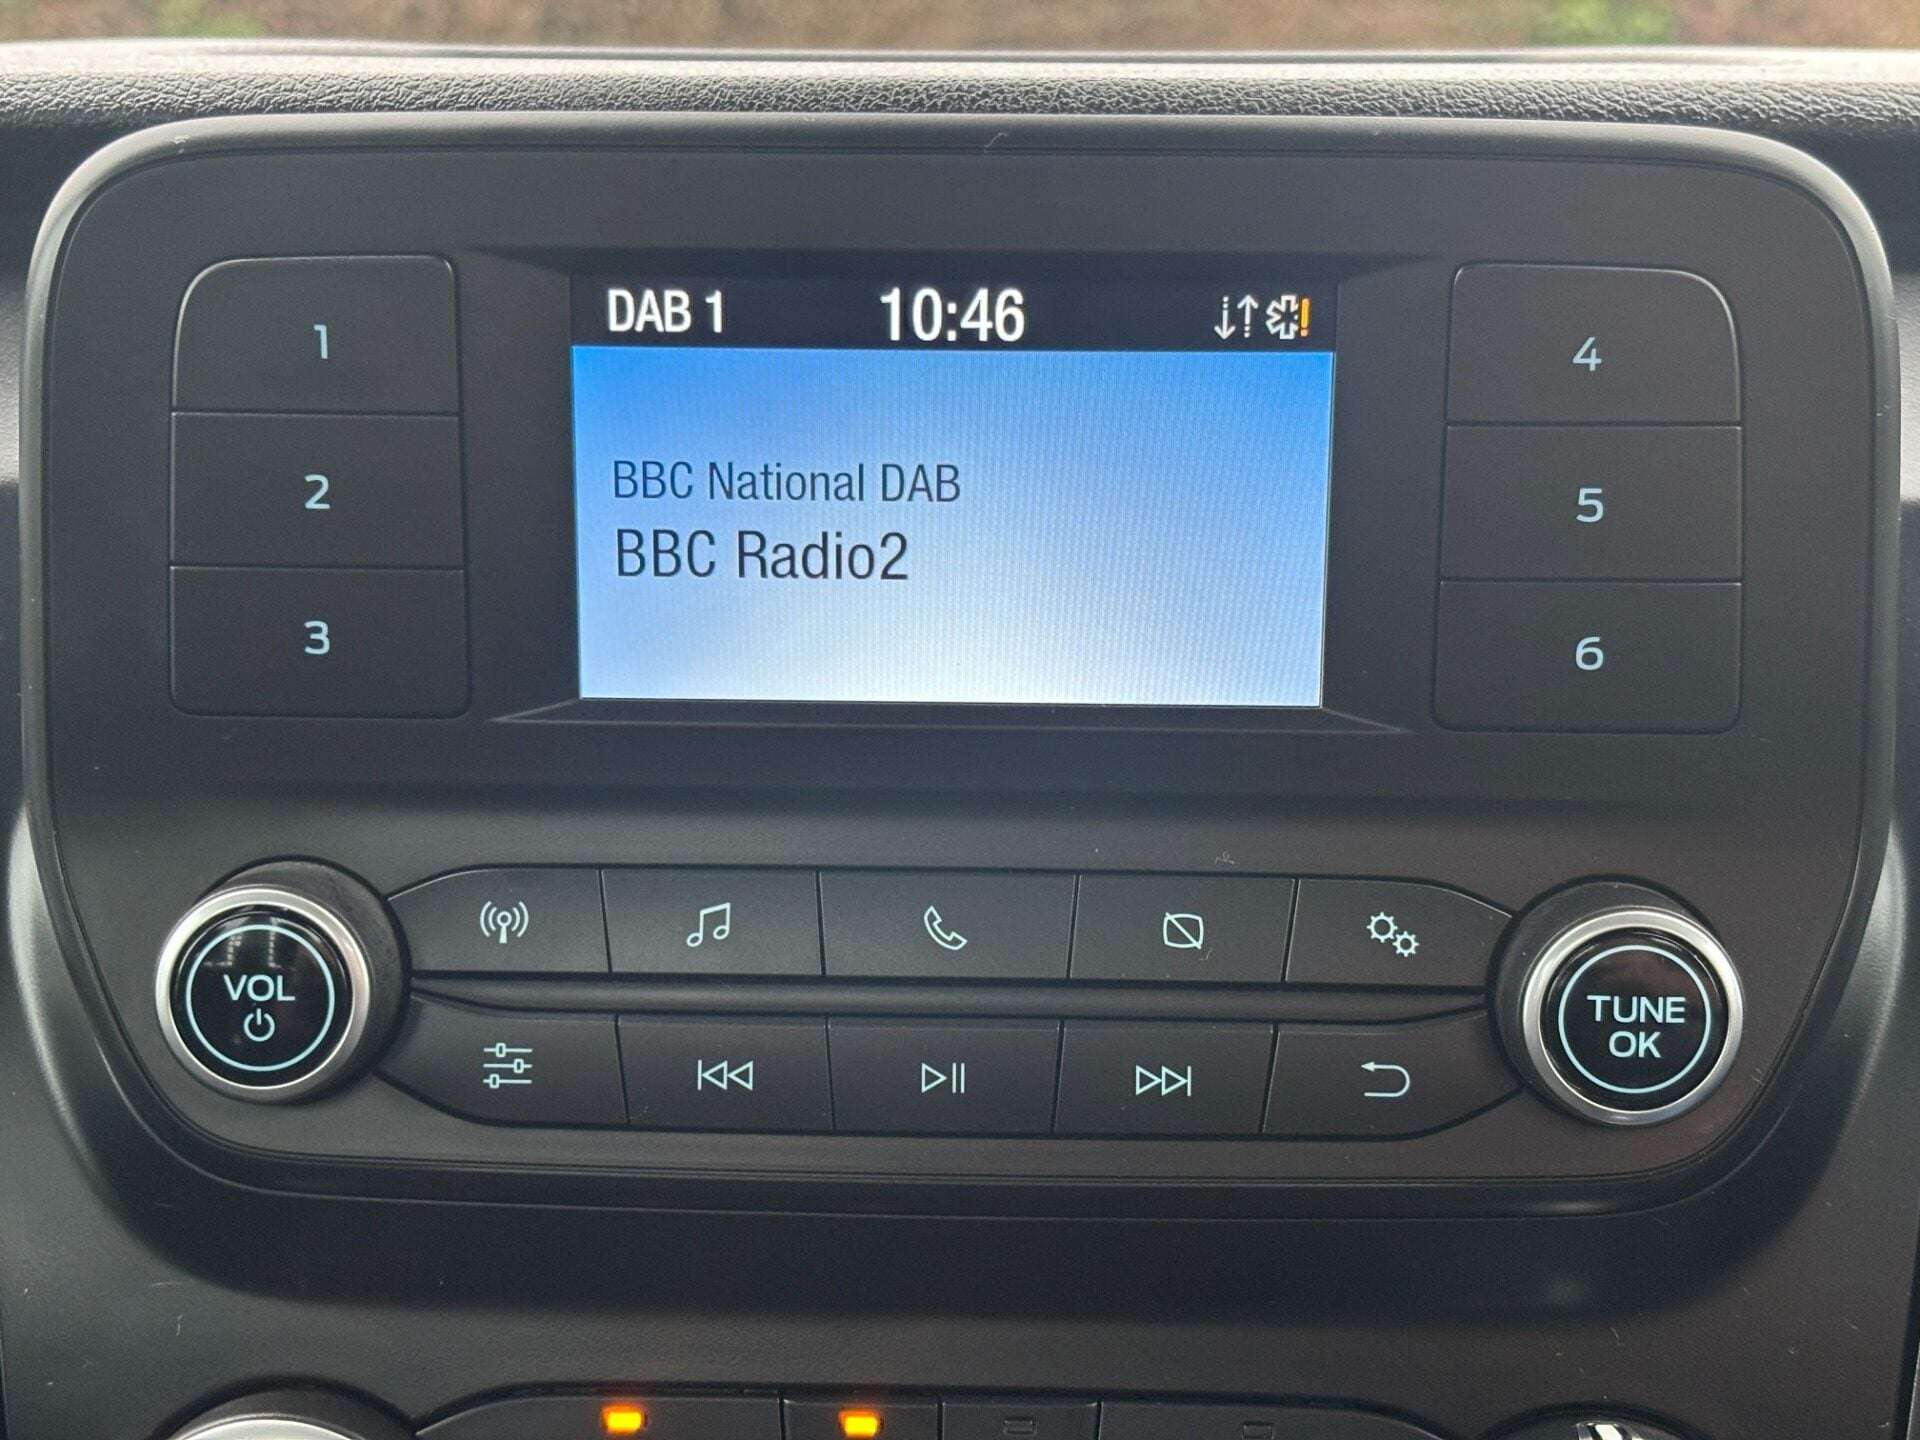 DAB 1 10:46
BBC National DAB
BBC Radio2
1
2
3
4
5
6
VOL
TUNE
OK